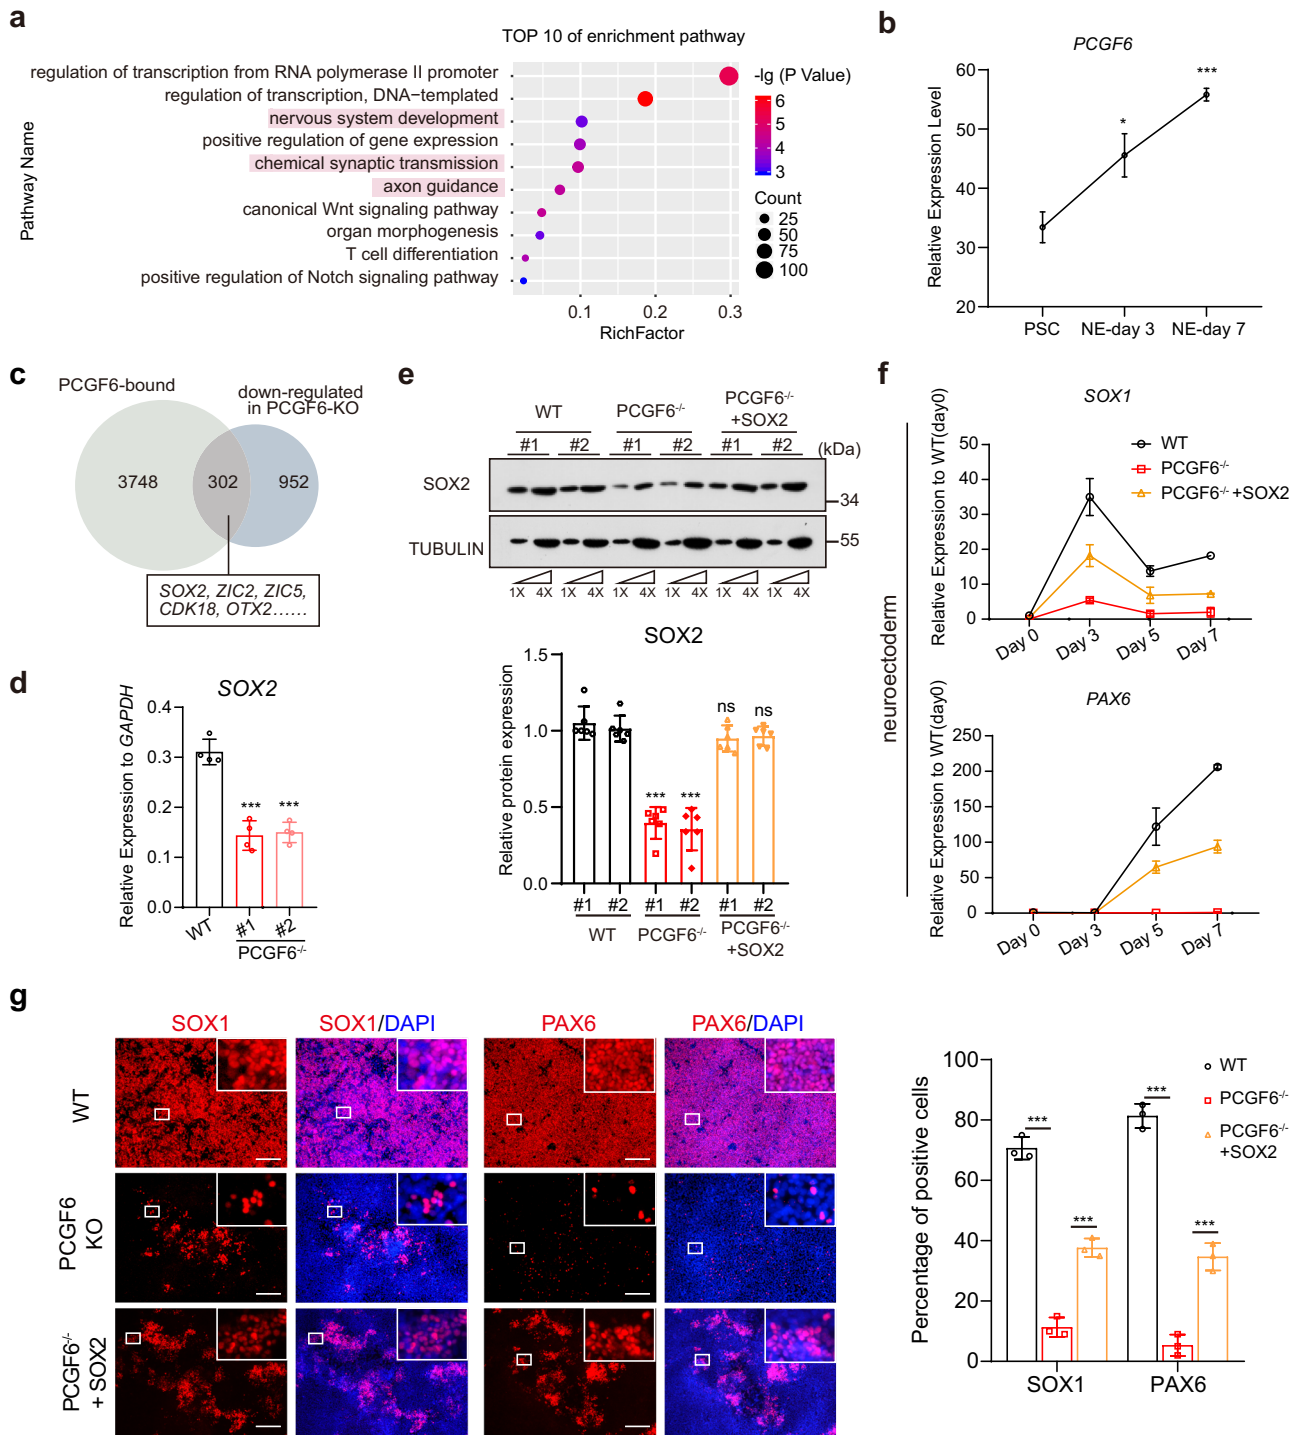 a
TOP 10 of enrichment pathway
regulation of transcription from RNA polymerase II promoter
regulation of transcription, DNA-templated
nervous system development
positive regulation of gene expression
chemical synaptic transmission
axon guidance
canonical Wnt signaling pathway
organ morphogenesis
T cell differentiation
positive regulation of Notch signaling pathway
Pathway Name
0.1 0.2 0.3
RichFactor
-lg (P Value)
6
5
4
3
Count
25
50
75
100
b
PCGF6
Relative Expression Level
60
50
40
30
20
* ***
PSC NE-day 3 NE-day 7
c
PCGF6-bound
down-regulated
in PCGF6-KO
3748 302 952
SOX2, ZIC2, ZIC5,
CDK18, OTX2......
d
SOX2
Relative Expression to GAPDH
0.4
0.3
0.2
0.1
0.0
*** ***
WT #1 #2
PCGF6-/-
e
WT PCGF6-/- PCGF6-/-
+SOX2
#1 #2 #1 #2 #1 #2 (kDa)
SOX2
34
TUBULIN
55
1X 4X 1X 4X 1X 4X 1X 4X 1X 4X 1X 4X
SOX2
Relative protein expression
1.5
1.0
0.5
0.0
*** *** ns ns
#1 #2 #1 #2 #1 #2
WT PCGF6-/- PCGF6-/-
+SOX2
f
neuroectoderm
SOX1
Relative Expression to WT(day0)
50
40
30
20
10
0
WT
PCGF6-/-
PCGF6-/- +SOX2
Day 0 Day 3 Day 5 Day 7
PAX6
Relative Expression to WT(day0)
250
200
150
100
50
0
Day 0 Day 3 Day 5 Day 7
g
SOX1 SOX1/DAPI PAX6 PAX6/DAPI
WT
PCGF6
KO
PCGF6-/-
+ SOX2
Percentage of positive cells
100
80
60
40
20
0
*** *** *** ***
WT
PCGF6-/-
PCGF6-/-
+SOX2
SOX1 PAX6